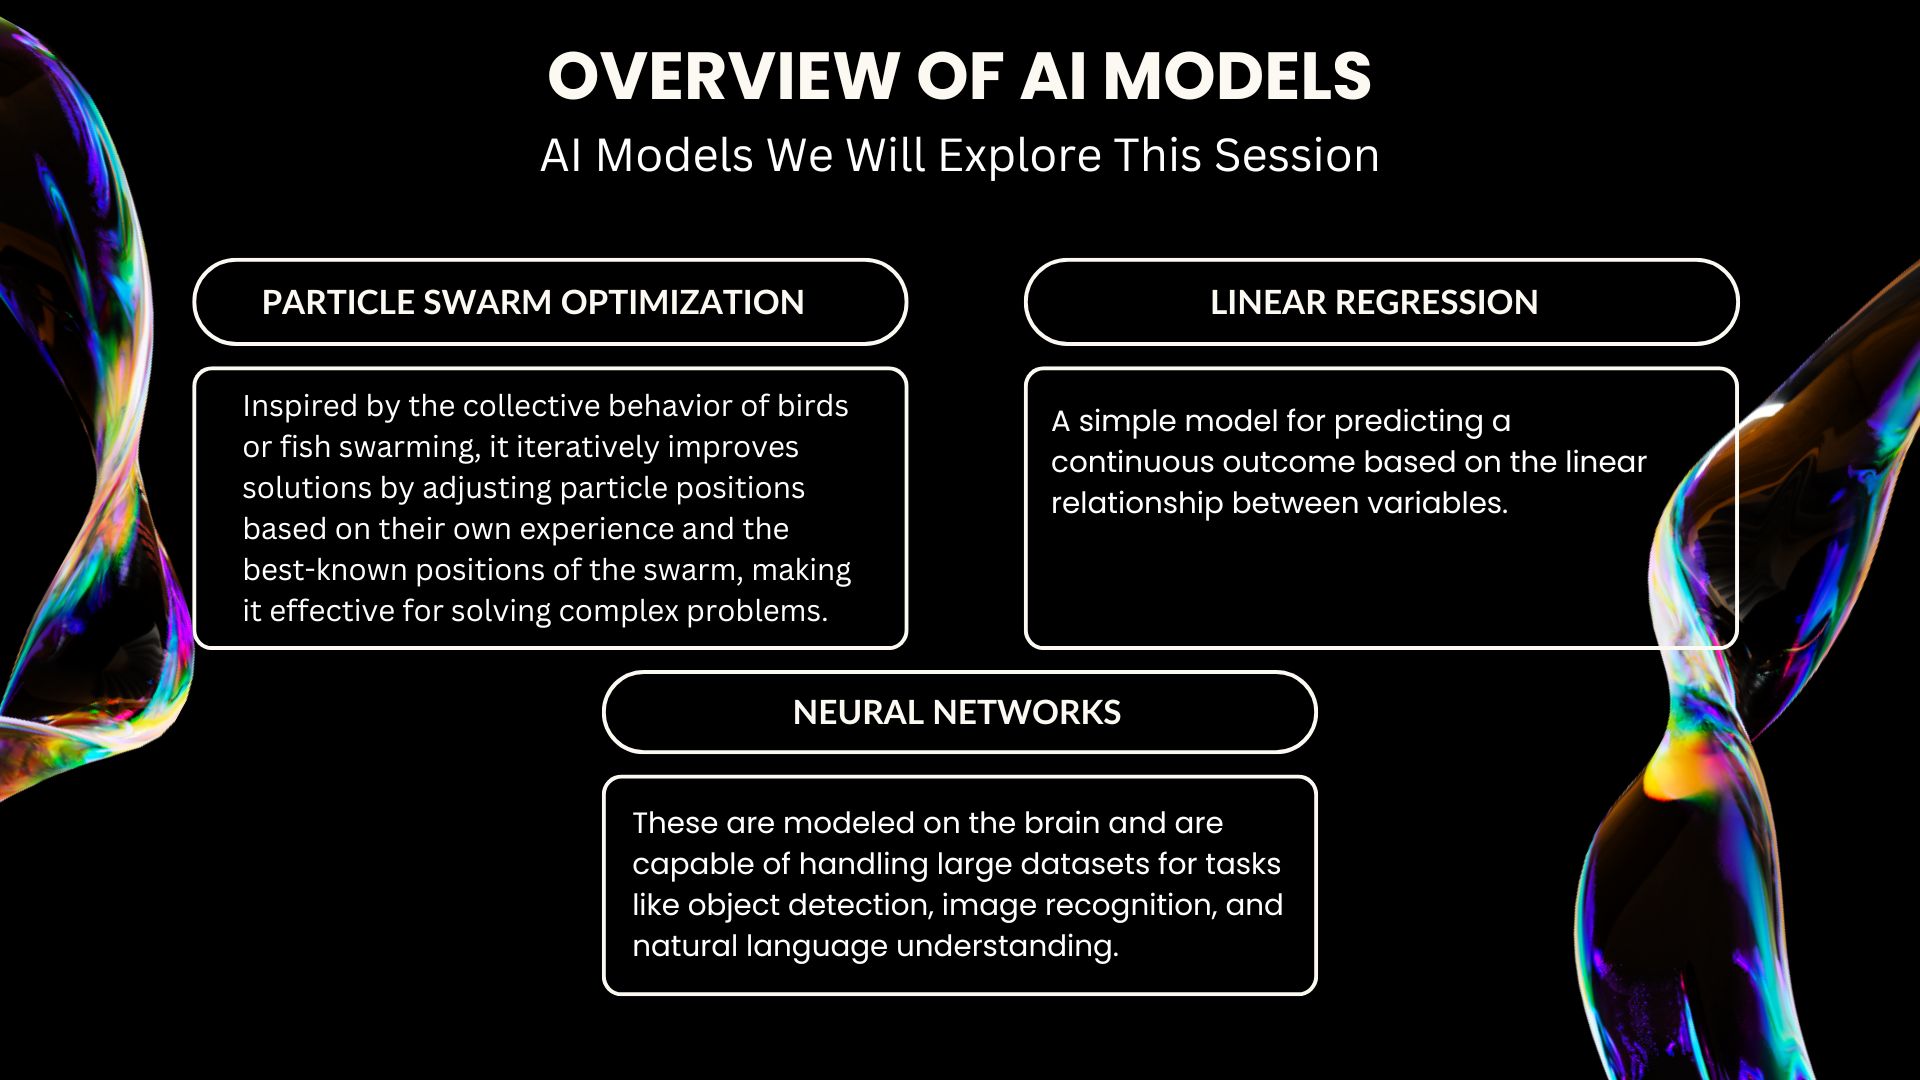 OVERVIEW OF AI MODELS
AI Models We Will Explore This Session
PARTICLE SWARM OPTIMIZATION
Inspired by the collective behavior of birds
or fish swarming, it iteratively improves
solutions by adjusting particle positions
based on their own experience and the
best-known positions of the swarm, making
it effective for solving complex problems.
LINEAR REGRESSION
A simple model for predicting a
continuous outcome based on the linear
relationship between variables.
NEURAL NETWORKS
These are modeled on the brain and are
capable of handling large datasets for tasks
like object detection, image recognition, and
natural language understanding.